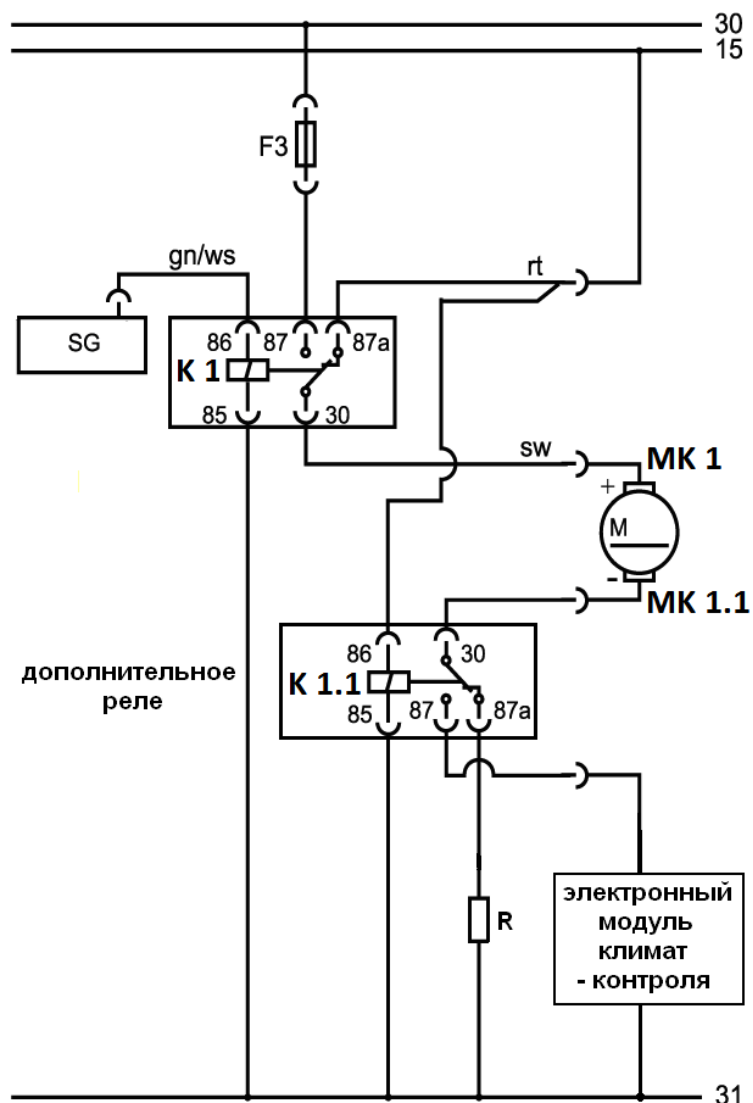 30
15
F3
gn/ws
rt
SG
86
87
87a
K 1
85
30
sw
MK 1
+
M
-
MK 1.1
86
30
дополнительное
реле
K 1.1
85
87
87a
R
электронный
модуль
климат
- контроля
31